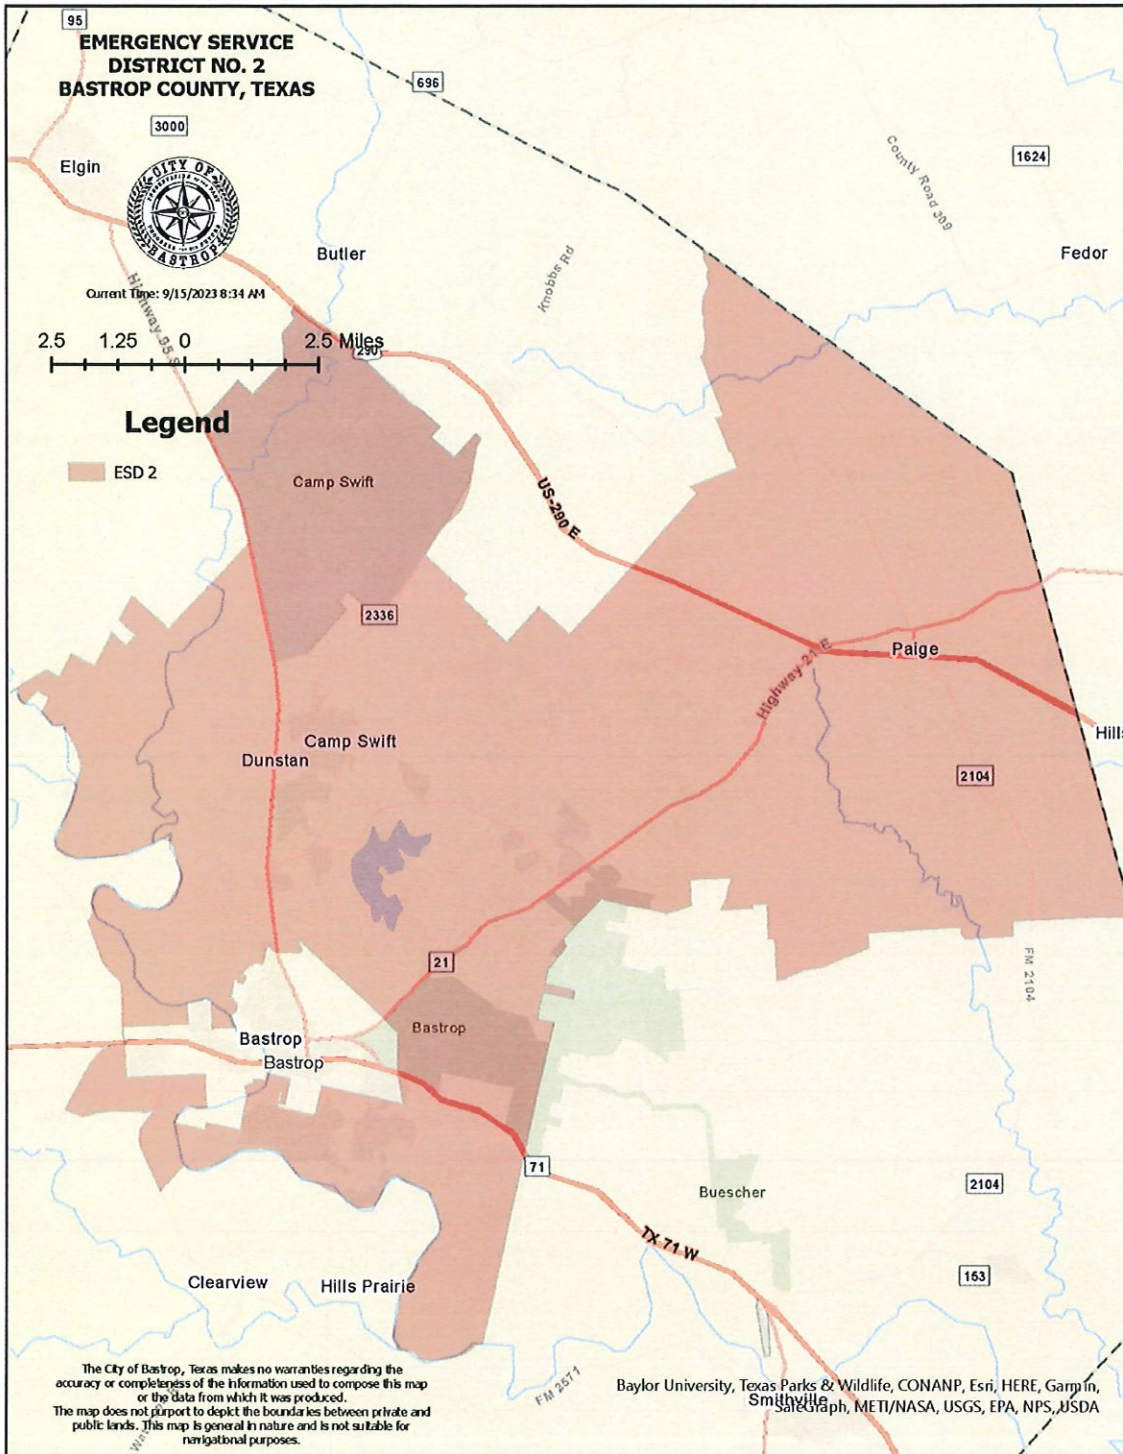 95
EMERGENCY SERVICE
DISTRICT NO. 2
BASTROP COUNTY, TEXAS
696
3000
1624
County Road 309
Elgin
CITY OF
BASTROP
Butler
Knobbs Rd
Fedor
Current Time: 9/15/2023 8:34 AM
Highway 95 S
2.5 1.25 0 2.5 Miles
290
Legend
ESD 2
Camp Swift
US-290 E
2336
Highway 21 E
Paige
Hills
Camp Swift
Dunstan
2104
21
FM 2104
Bastrop
Bastrop
Bastrop
71
Buescher
2104
TX 71 W
153
Clearview
Hills Prairie
FM 2571
Smithville
The City of Bastrop, Texas makes no warranties regarding the
accuracy or completeness of the information used to compose this map
or the data from which it was produced.
The map does not purport to depict the boundaries between private and
public lands. This map is general in nature and is not suitable for
navigational purposes.
Baylor University, Texas Parks & Wildlife, CONANP, Esri, HERE, Garmin,
SafeGraph, METI/NASA, USGS, EPA, NPS, USDA